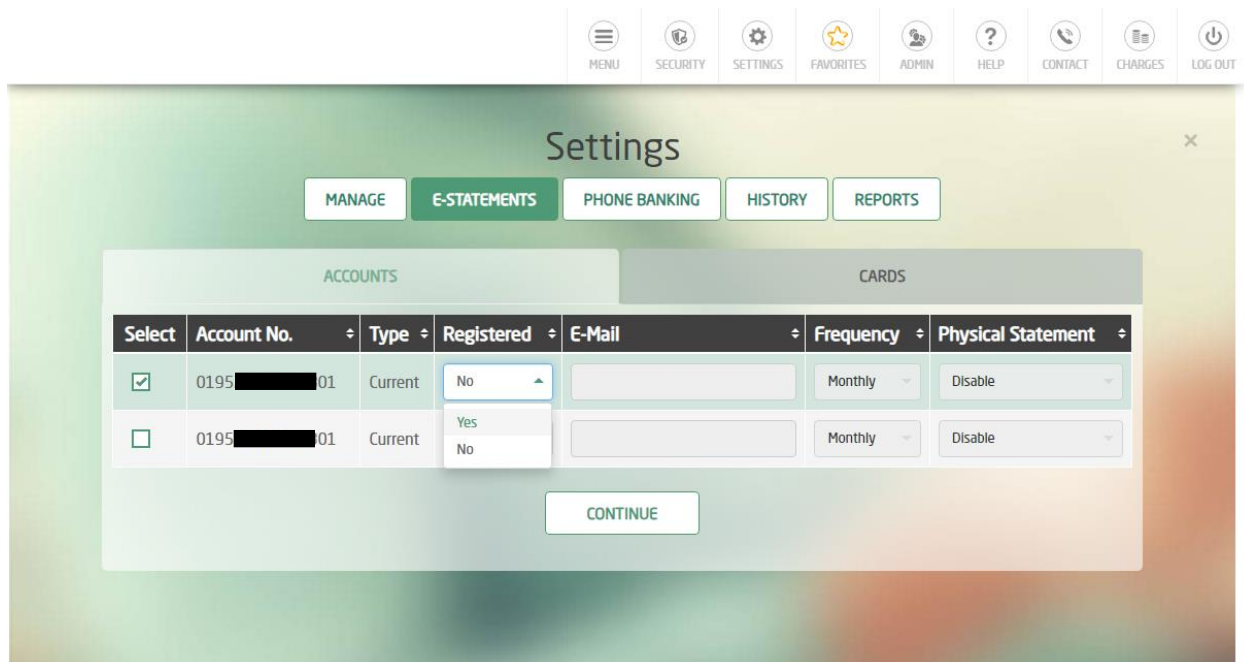 MENU SECURITY SETTINGS FAVORITES ADMIN HELP CONTACT CHARGES LOG OUT
Settings
MANAGE E-STATEMENTS PHONE BANKING HISTORY REPORTS
ACCOUNTS CARDS
Select Account No. Type Registered E-Mail Frequency Physical Statement
0195 01 Current No Monthly Disable
Yes
0195 01 Current Monthly Disable
No
CONTINUE